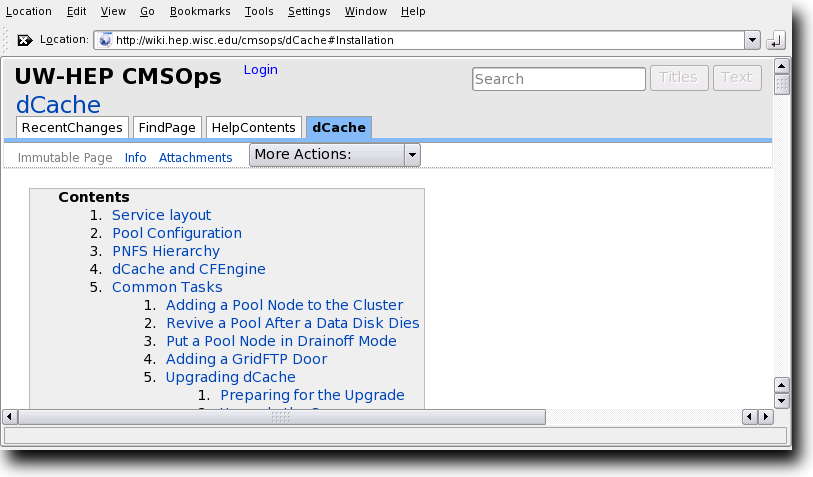 Location Edit View Go Bookmarks Tools Settings Window Help
Location: http://wiki.hep.wisc.edu/cmsops/dCache#Installation
UW-HEP CMSOps Login Search Titles Text
dCache
RecentChanges FindPage HelpContents dCache
Immutable Page Info Attachments More Actions:
Contents
1. Service layout
2. Pool Configuration
3. PNFS Hierarchy
4. dCache and CFEngine
5. Common Tasks
1. Adding a Pool Node to the Cluster
2. Revive a Pool After a Data Disk Dies
3. Put a Pool Node in Drainoff Mode
4. Adding a GridFTP Door
5. Upgrading dCache
1. Preparing for the Upgrade